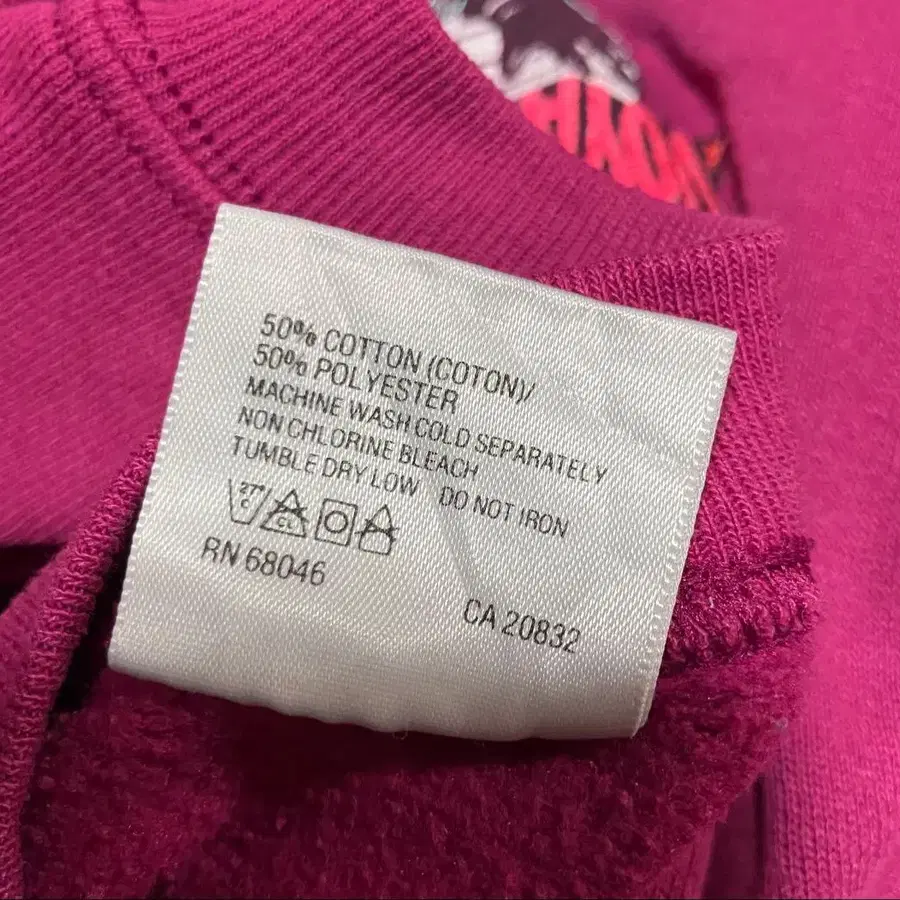 50% COTTON (COTON)/
50% POLYESTER
MACHINE WASH COLD SEPARATELY
NON CHLORINE BLEACH
TUMBLE DRY LOW DO NOT IRON
CL
RN 68046
CA 20832